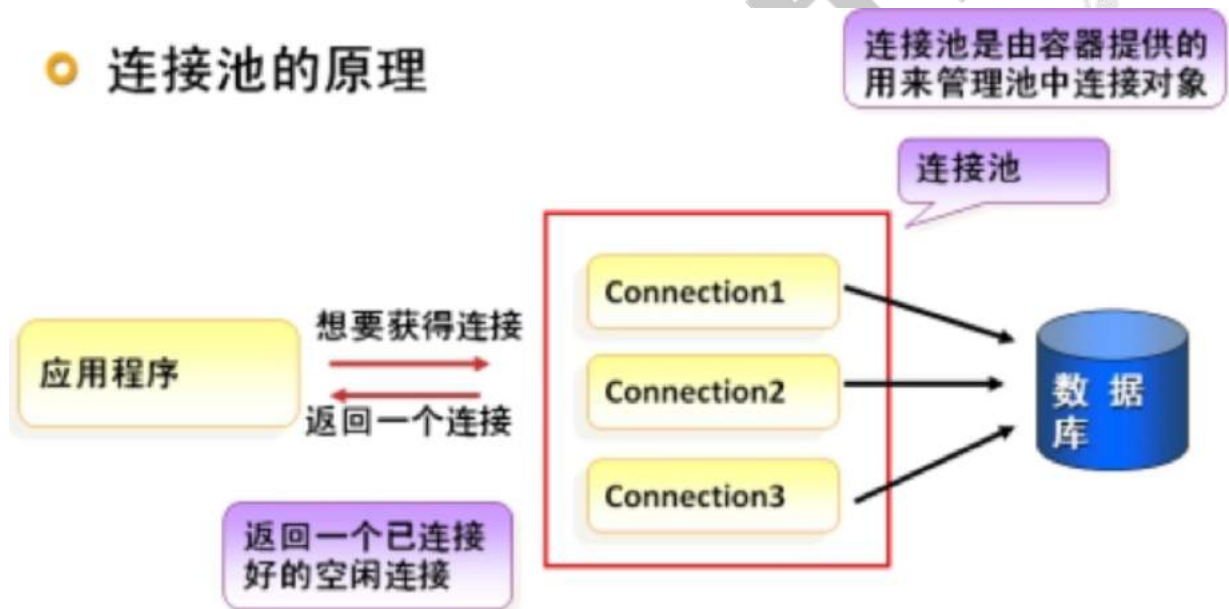 连接池的原理
连接池是由容器提供的
用来管理池中连接对象
连接池
应用程序
想要获得连接
返回一个连接
Connection1
Connection2
Connection3
数 据
库
返回一个已连接
好的空闲连接